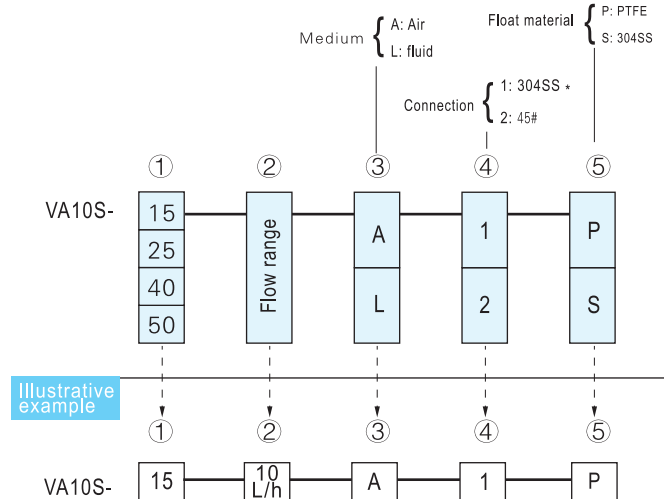 A: Air
Medium {
L: fluid
P: PTFE
Float material {
S: 304SS
1: 304SS *
Connection {
2: 45#
① ② ③ ④ ⑤
VA10S-
15
25
40
50
Flow range
A
L
1
2
P
S
Illustrative
example
① ② ③ ④ ⑤
VA10S-
15
10
L/h
A
1
P